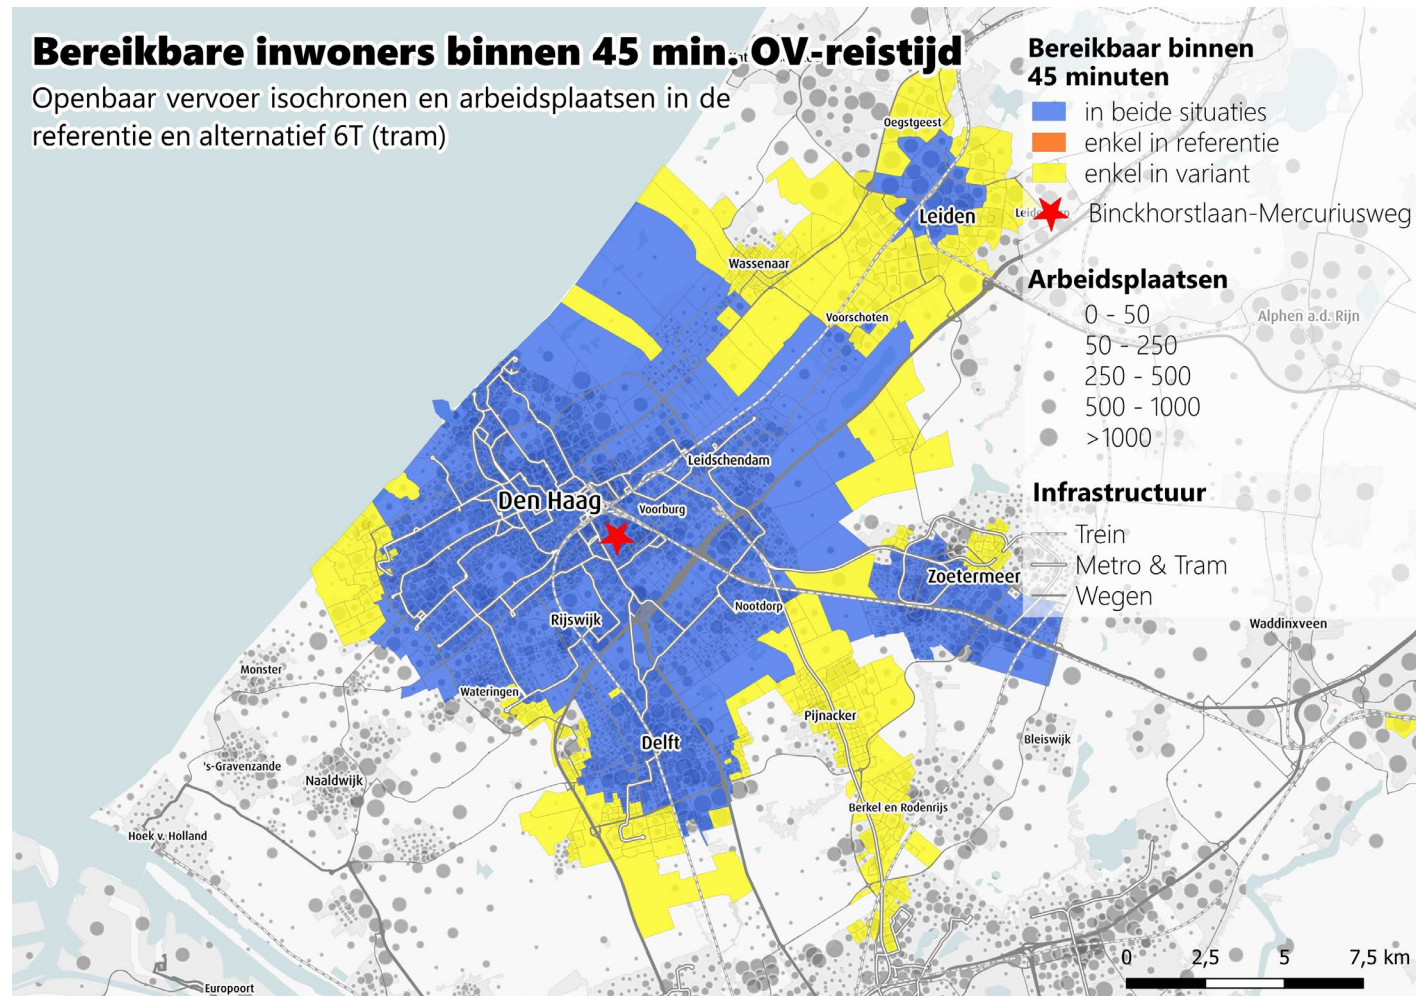 Bereikbare inwoners binnen 45 min. OV-reistijd
Openbaar vervoer isochronen en arbeidsplaatsen in de
referentie en alternatief 6T (tram)
Bereikbaar binnen
45 minuten
in beide situaties
enkel in referentie
enkel in variant
Binckhorstlaan-Mercuriusweg
Arbeidsplaatsen
0 - 50
50 - 250
250 - 500
500 - 1000
>1000
Infrastructuur
Trein
Metro & Tram
Wegen
Oegstgeest
Leiden
Wassenaar
Voorschoten
Alphen a.d. Rijn
Leidschendam
Den Haag
Voorburg
Zoetermeer
Nootdorp
Rijswijk
Waddinxveen
Monster
Wateringen
Pijnacker
Delft
Bleiswijk
's-Gravenzande
Naaldwijk
Berkel en Rodenrijs
Hoek v. Holland
Europoort
0 2,5 5 7,5 km